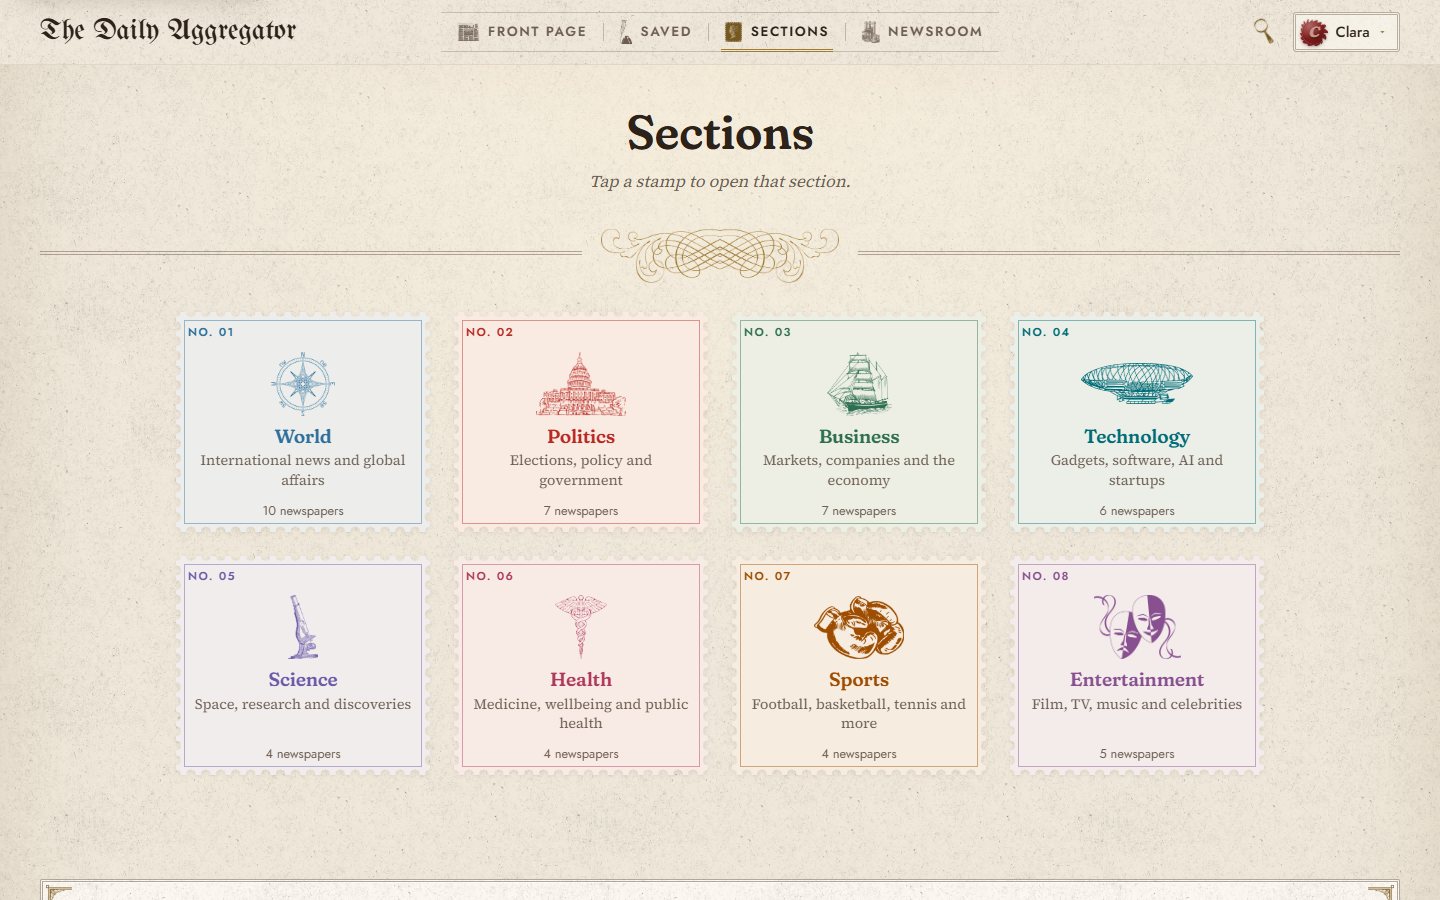 The Daily Aggregator
FRONT PAGE
SAVED
SECTIONS
NEWSROOM
C
Clara
Sections
Tap a stamp to open that section.
NO. 01
World
International news and global
affairs
10 newspapers
NO. 02
Politics
Elections, policy and
government
7 newspapers
NO. 03
Business
Markets, companies and the
economy
7 newspapers
NO. 04
Technology
Gadgets, software, AI and
startups
6 newspapers
NO. 05
Science
Space, research and discoveries
4 newspapers
NO. 06
Health
Medicine, wellbeing and public
health
4 newspapers
NO. 07
Sports
Football, basketball, tennis and
more
4 newspapers
NO. 08
Entertainment
Film, TV, music and celebrities
5 newspapers